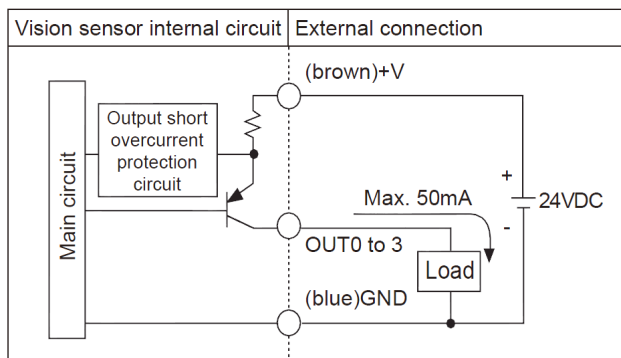 Vision sensor internal circuit
External connection
(brown)+V
Output short
overcurrent
protection
circuit
Main circuit
Max. 50mA
+
24VDC
-
OUT0 to 3
Load
(blue)GND